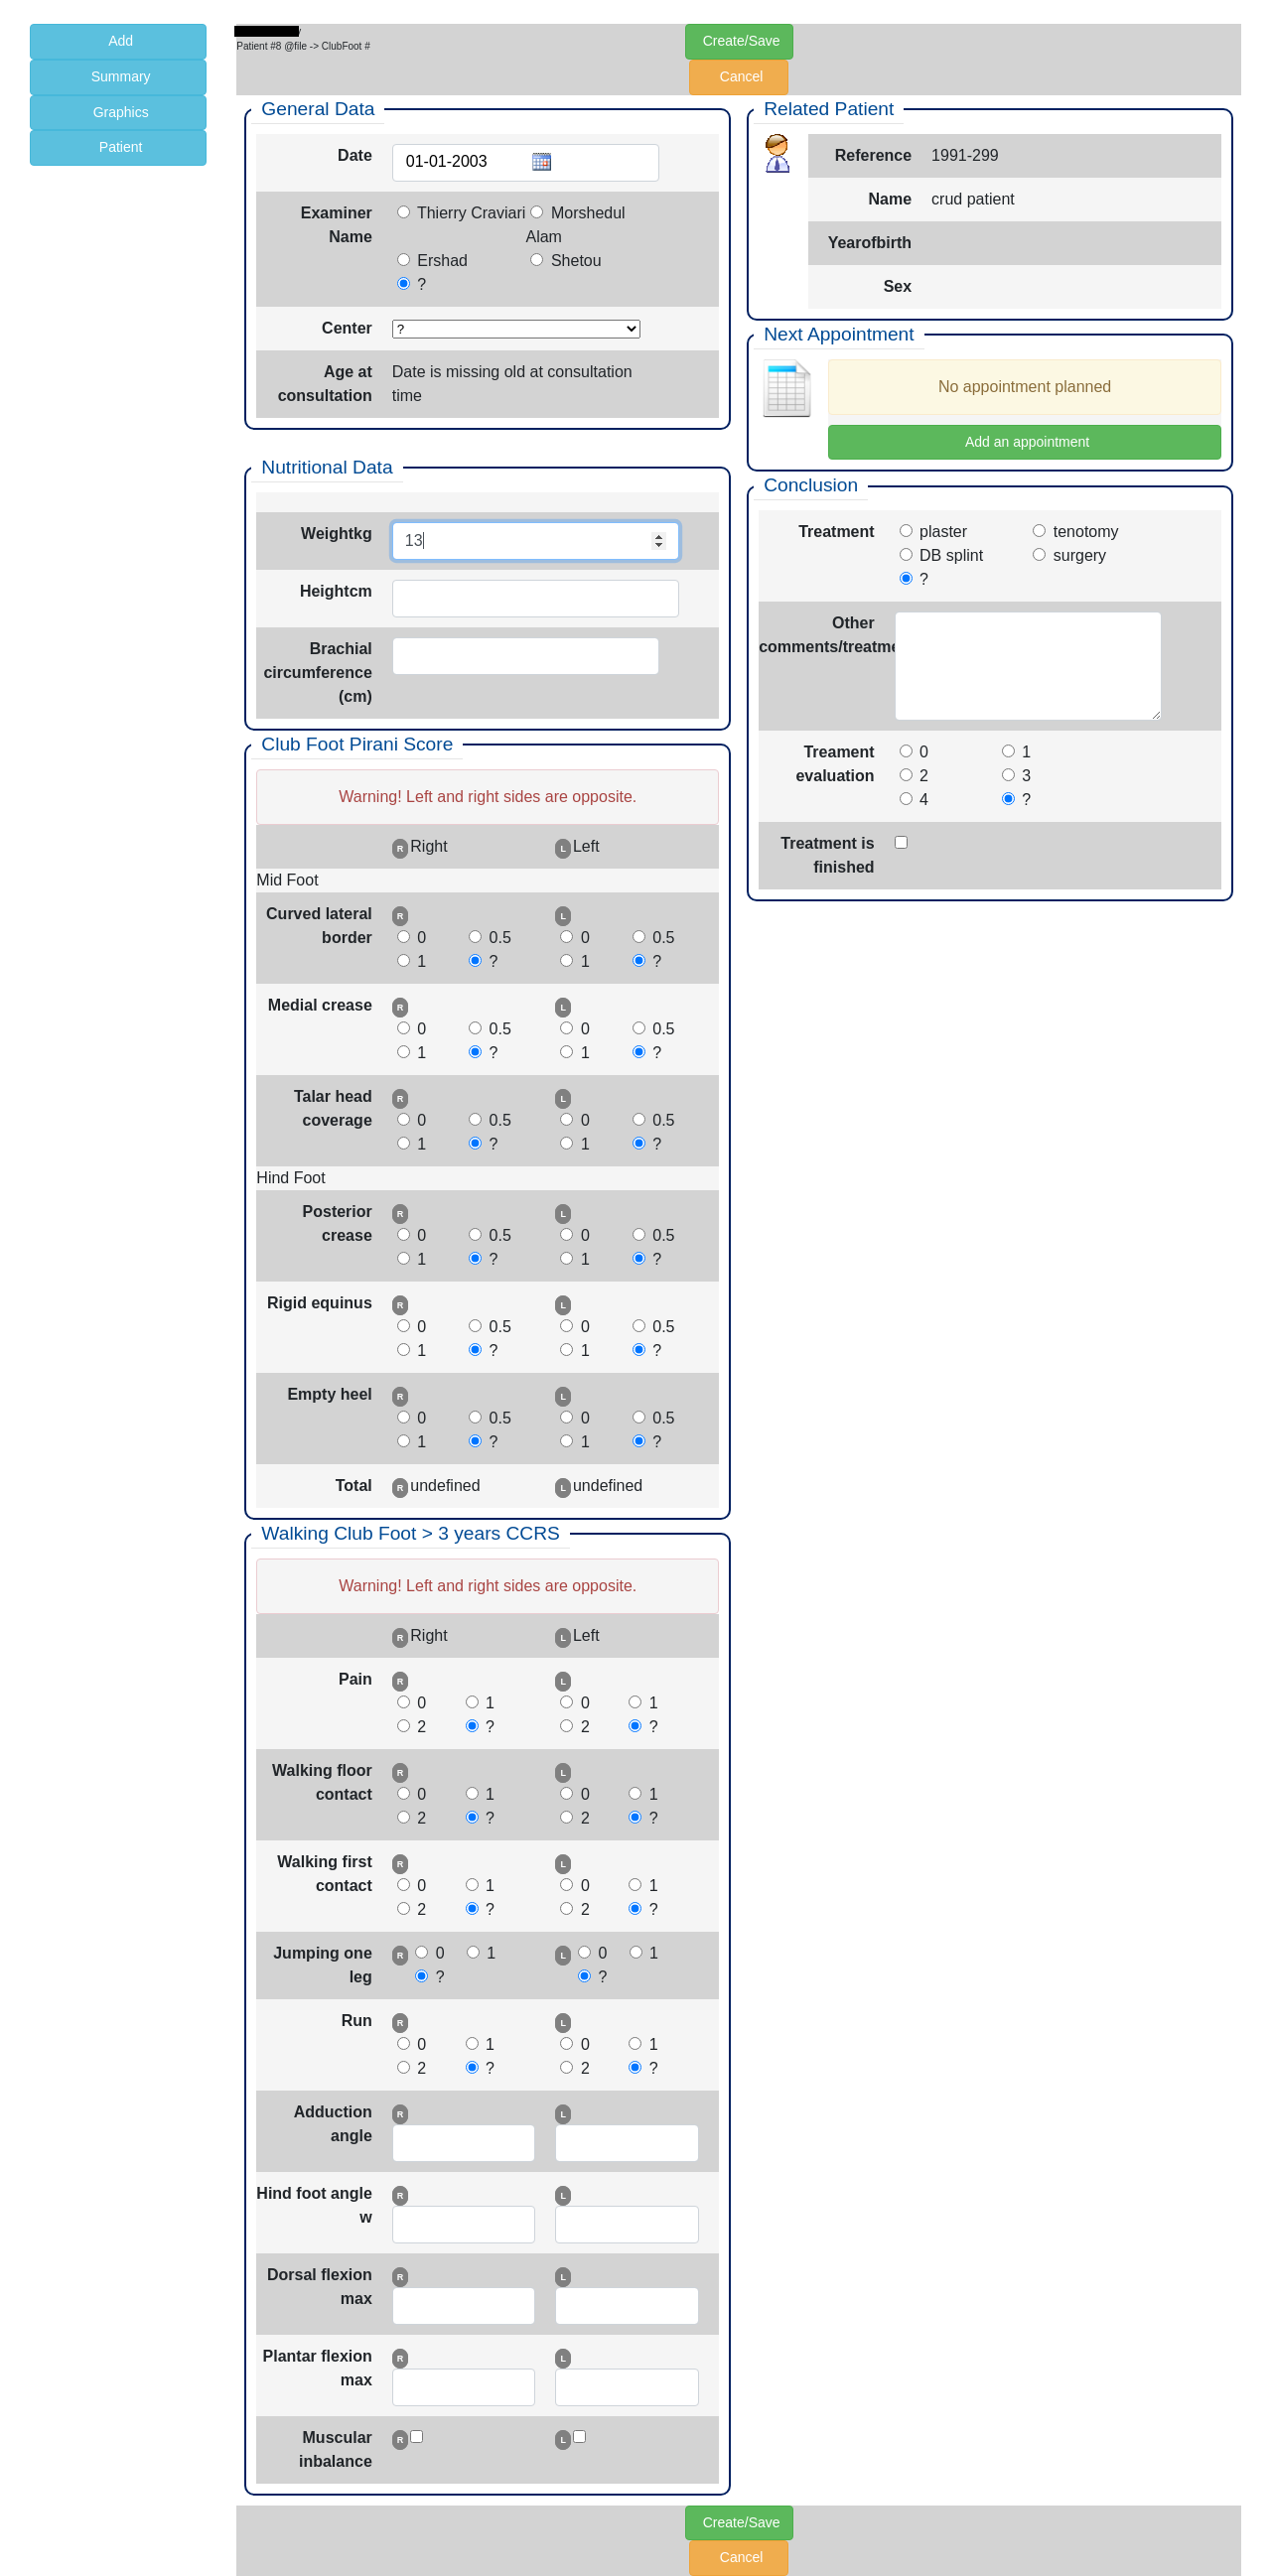 Add
Summary
Graphics
Patient
Patient #8 @file -> ClubFoot #
Create/Save
Cancel
General Data
Date 01-01-2003
Examiner Name
Thierry Craviari Morshedul Alam
Ershad Shetou
?
Center ?
Age at consultation
Date is missing old at consultation time
Nutritional Data
Weightkg 13
Heightcm
Brachial circumference (cm)
Club Foot Pirani Score
Warning! Left and right sides are opposite.
R Right L Left
Mid Foot
Curved lateral border
R L
0 0.5 0 0.5
1 ? 1 ?
Medial crease
R L
0 0.5 0 0.5
1 ? 1 ?
Talar head coverage
R L
0 0.5 0 0.5
1 ? 1 ?
Hind Foot
Posterior crease
R L
0 0.5 0 0.5
1 ? 1 ?
Rigid equinus
R L
0 0.5 0 0.5
1 ? 1 ?
Empty heel
R L
0 0.5 0 0.5
1 ? 1 ?
Total R undefined L undefined
Walking Club Foot > 3 years CCRS
Warning! Left and right sides are opposite.
R Right L Left
Pain
R L
0 1 0 1
2 ? 2 ?
Walking floor contact
R L
0 1 0 1
2 ? 2 ?
Walking first contact
R L
0 1 0 1
2 ? 2 ?
Jumping one leg
R 0 1 L 0 1
? ?
Run
R L
0 1 0 1
2 ? 2 ?
Adduction angle
R L
Hind foot angle w
R L
Dorsal flexion max
R L
Plantar flexion max
R L
Muscular inbalance
R L
Related Patient
Reference 1991-299
Name crud patient
Yearofbirth
Sex
Next Appointment
No appointment planned
Add an appointment
Conclusion
Treatment
plaster tenotomy
DB splint surgery
?
Other comments/treatme
Treament evaluation
0 1
2 3
4 ?
Treatment is finished
Create/Save
Cancel